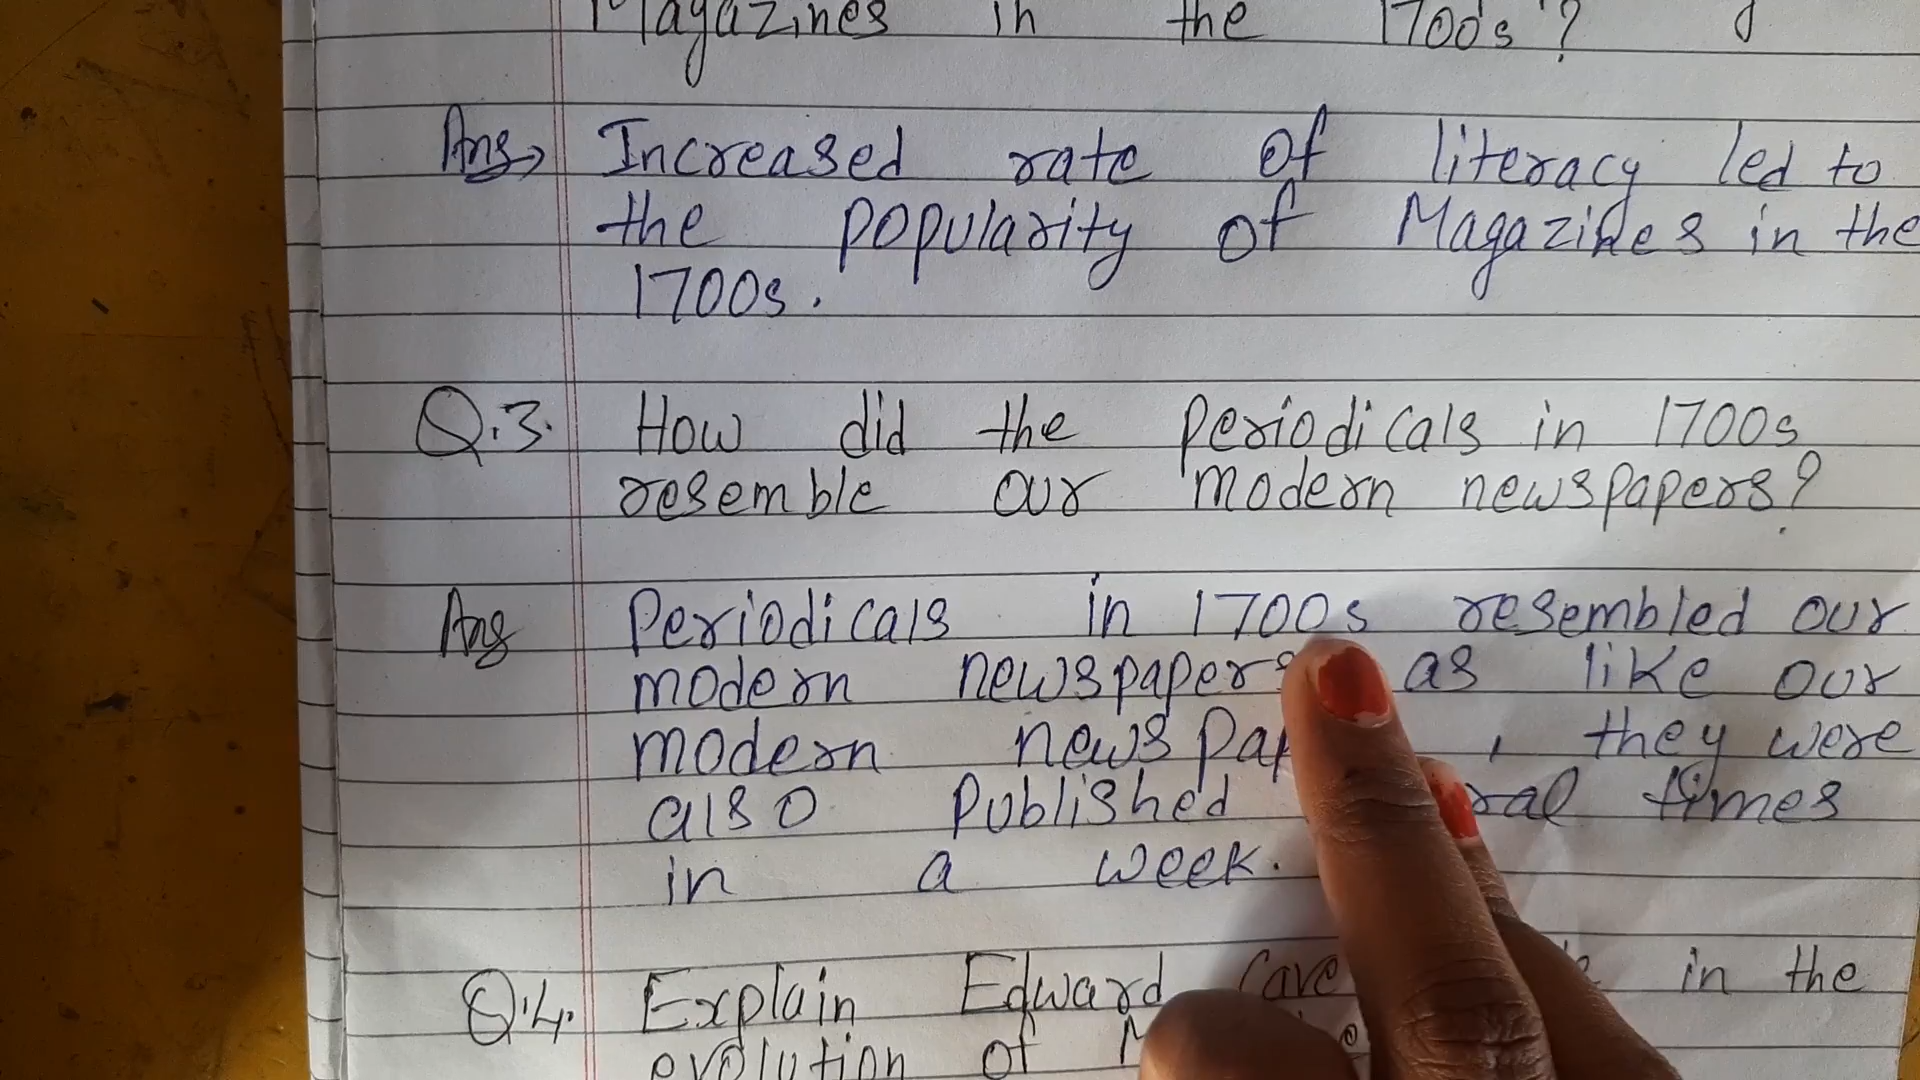 Magazines in the 1700's ?
Ans, Increased rate of literacy led to
the popularity of Magazines in the
1700s.
Q.3. How did the periodicals in 1700s
resemble our modern newspapers?
Ans Periodicals in 1700s resembled our
modern newspapers as like our
modern , they were
also Published times
in a week.
Q.4. Explain Edward Cave in the
evolution of